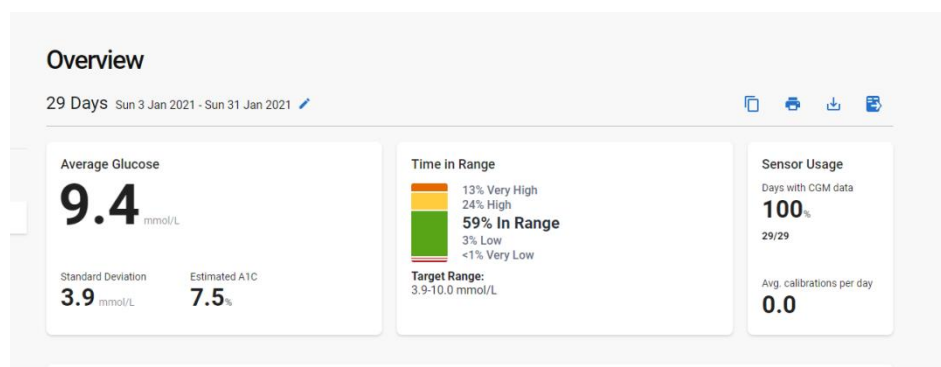 Overview
29 Days Sun 3 Jan 2021 - Sun 31 Jan 2021
Average Glucose
9.4 mmol/L
Standard Deviation
3.9 mmol/L
Estimated A1C
7.5%
Time in Range
13% Very High
24% High
59% In Range
3% Low
<1% Very Low
Target Range:
3.9-10.0 mmol/L
Sensor Usage
Days with CGM data
100%
29/29
Avg. calibrations per day
0.0